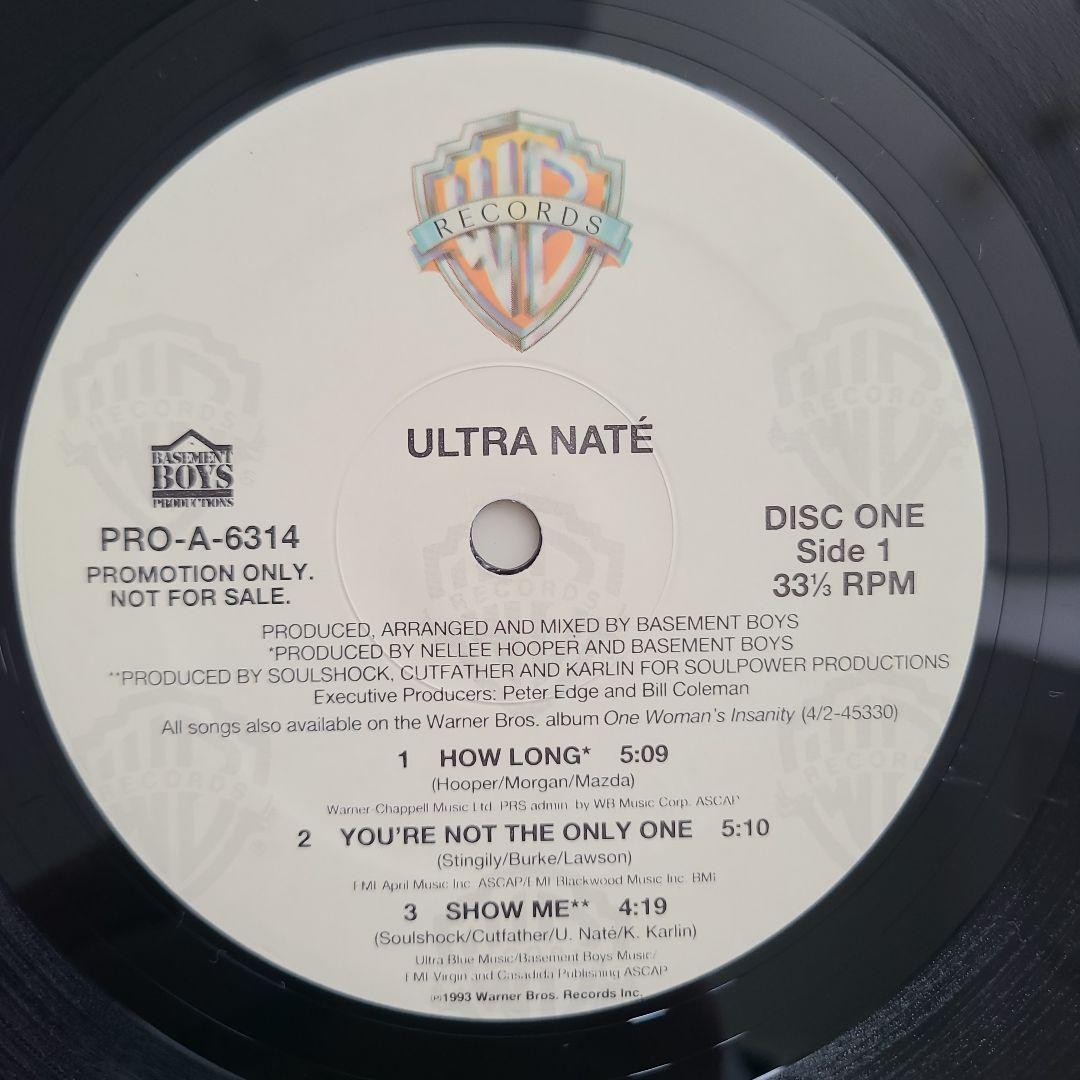 WB
RECORDS
ULTRA NATÉ
BASEMENT
BOYS
PRODUCTIONS
PRO-A-6314
PROMOTION ONLY.
NOT FOR SALE.
DISC ONE
Side 1
33⅓ RPM
PRODUCED, ARRANGED AND MIXED BY BASEMENT BOYS
*PRODUCED BY NELLEE HOOPER AND BASEMENT BOYS
**PRODUCED BY SOULSHOCK, CUTFATHER AND KARLIN FOR SOULPOWER PRODUCTIONS
Executive Producers: Peter Edge and Bill Coleman
All songs also available on the Warner Bros. album One Woman's Insanity (4/2-45330)
1 HOW LONG* 5:09
(Hooper/Morgan/Mazda)
Warner-Chappell Music Ltd. PRS admin. by WB Music Corp. ASCAP
2 YOU'RE NOT THE ONLY ONE 5:10
(Stingily/Burke/Lawson)
EMI April Music Inc. ASCAP/EMI Blackwood Music Inc. BMI
3 SHOW ME** 4:19
(Soulshock/Cutfather/U. Naté/K. Karlin)
Ultra Blue Music/Basement Boys Music/
EMI Virgin and Casadida Publishing ASCAP
℗1993 Warner Bros. Records Inc.